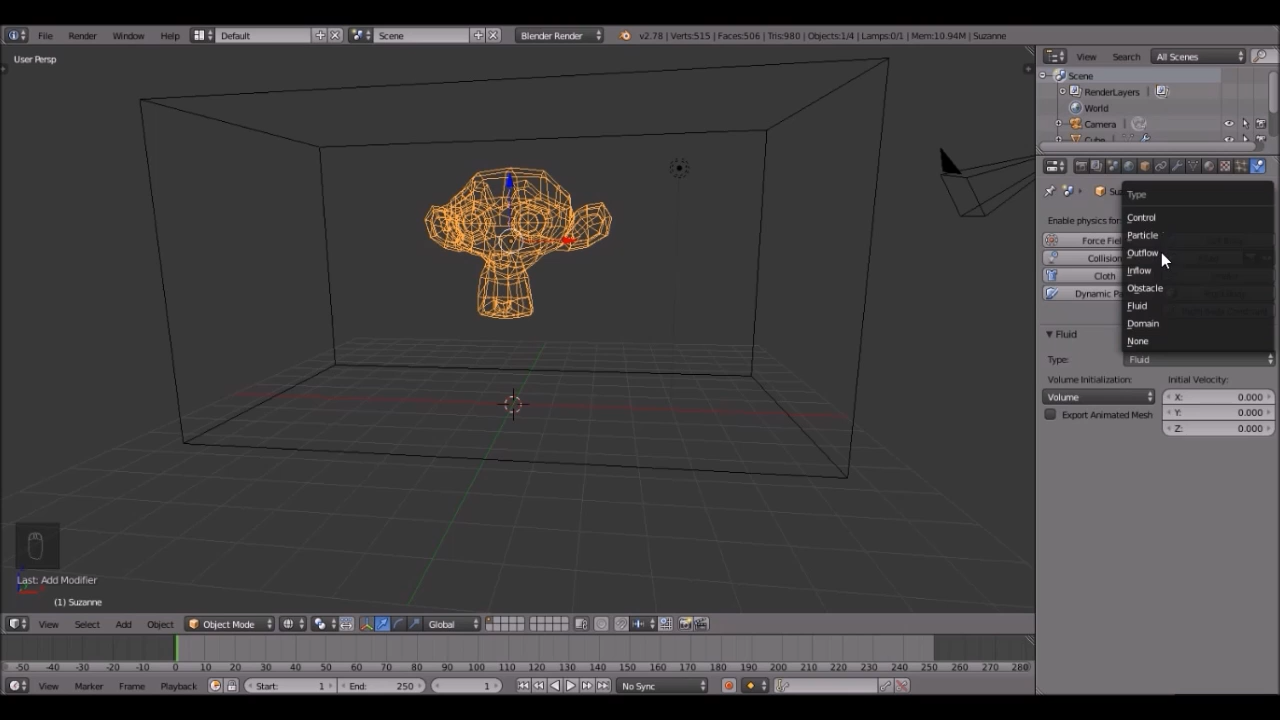 File Render Window Help Default Scene Blender Render v2.78 | Verts:515 | Faces:506 | Tris:980 | Objects:1/4 | Lamps:0/1 | Mem:10.94M | Suzanne
User Persp
View Search All Scenes
Scene
RenderLayers |
World
Camera |
Cube
Enable physics for
Force Fiel
Collision
Cloth
Dynamic Pa
Type
Control
Particle
Outflow
Inflow
Obstacle
Fluid
Domain
None
Fluid
Type: Fluid
Volume Initialization: Initial Velocity:
Volume X: 0.000
Export Animated Mesh Y: 0.000
Z: 0.000
Last: Add Modifier
(1) Suzanne
View Select Add Object Object Mode Global
-50 -40 -30 -20 -10 0 10 20 30 40 50 60 70 80 90 100 110 120 130 140 150 160 170 180 190 200 210 220 230 240 250 260 270 280
View Marker Frame Playback Start: 1 End: 250 1 No Sync